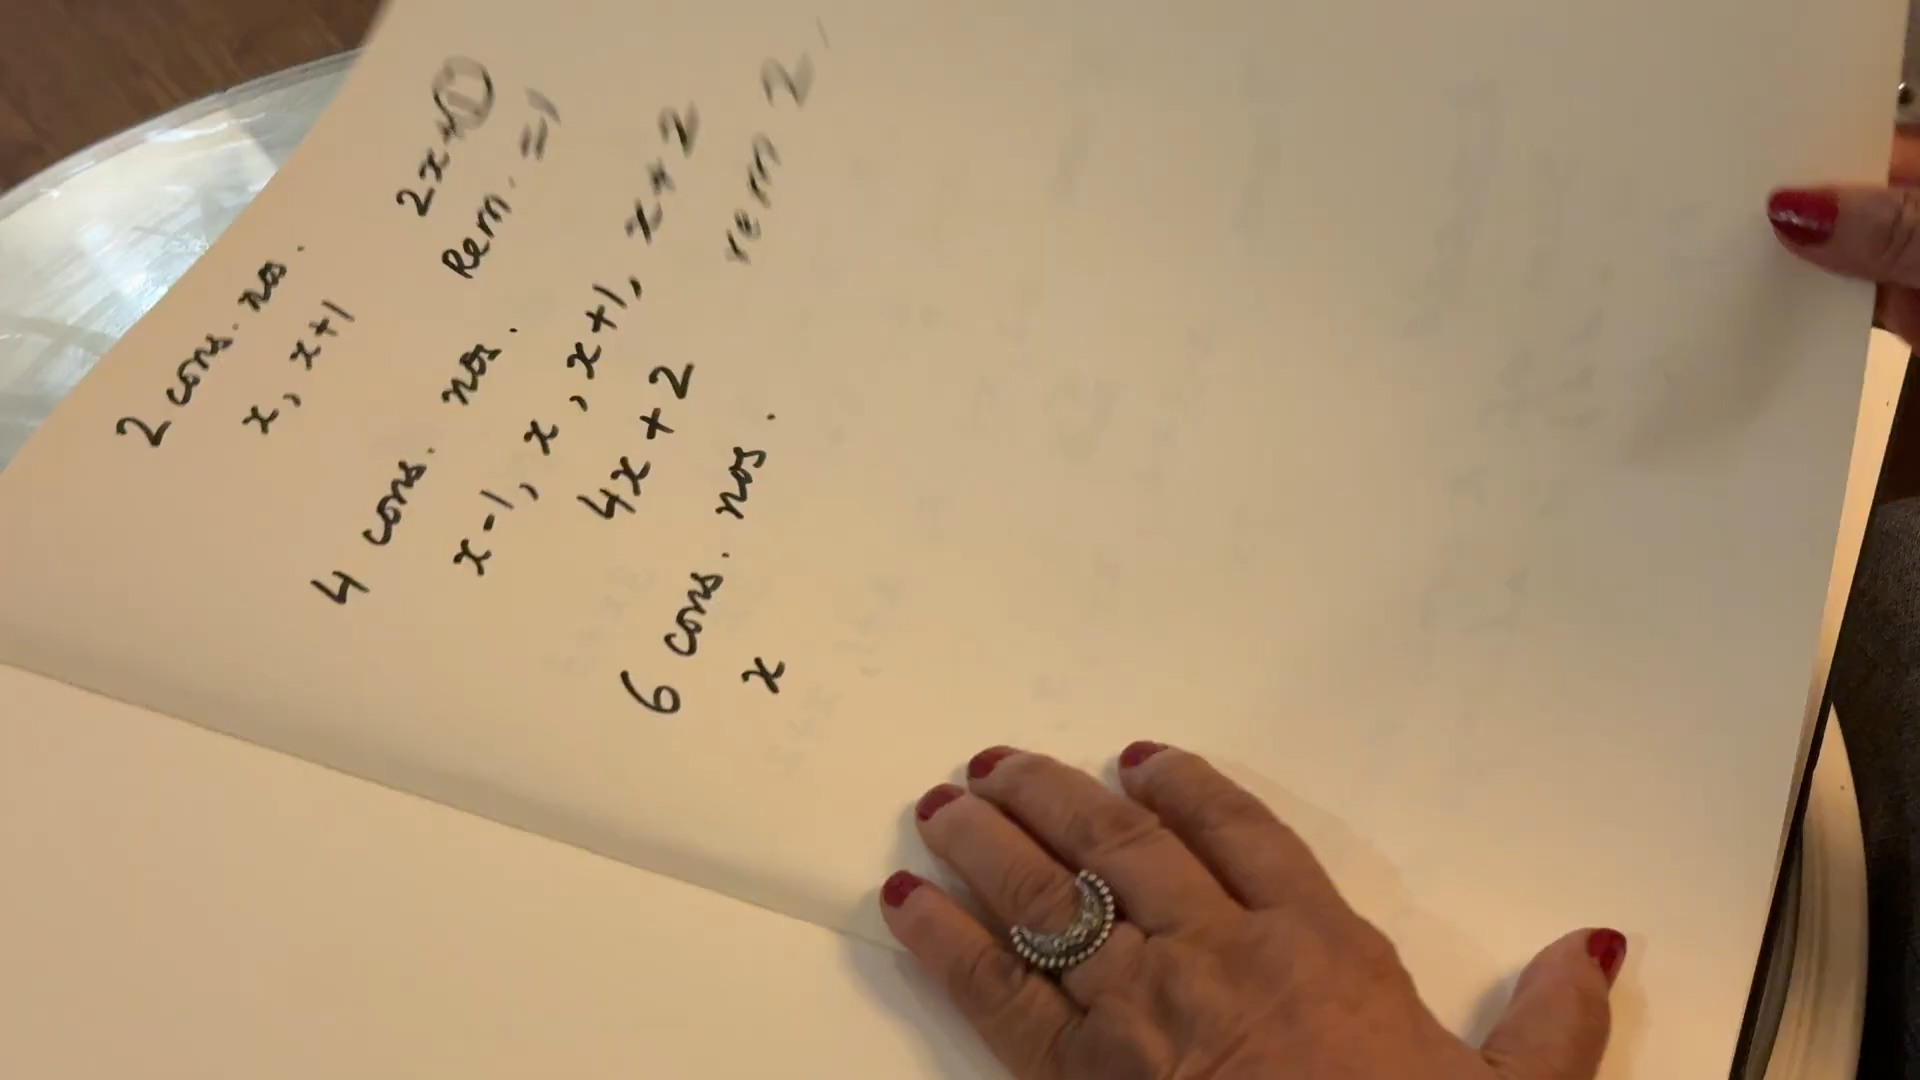 2 cons. nos.
x, x+1 2x+1
Rem. = 1
4 cons. nos.
x-1, x, x+1, x+2
4x+2 rem 2
6 cons. nos.
x